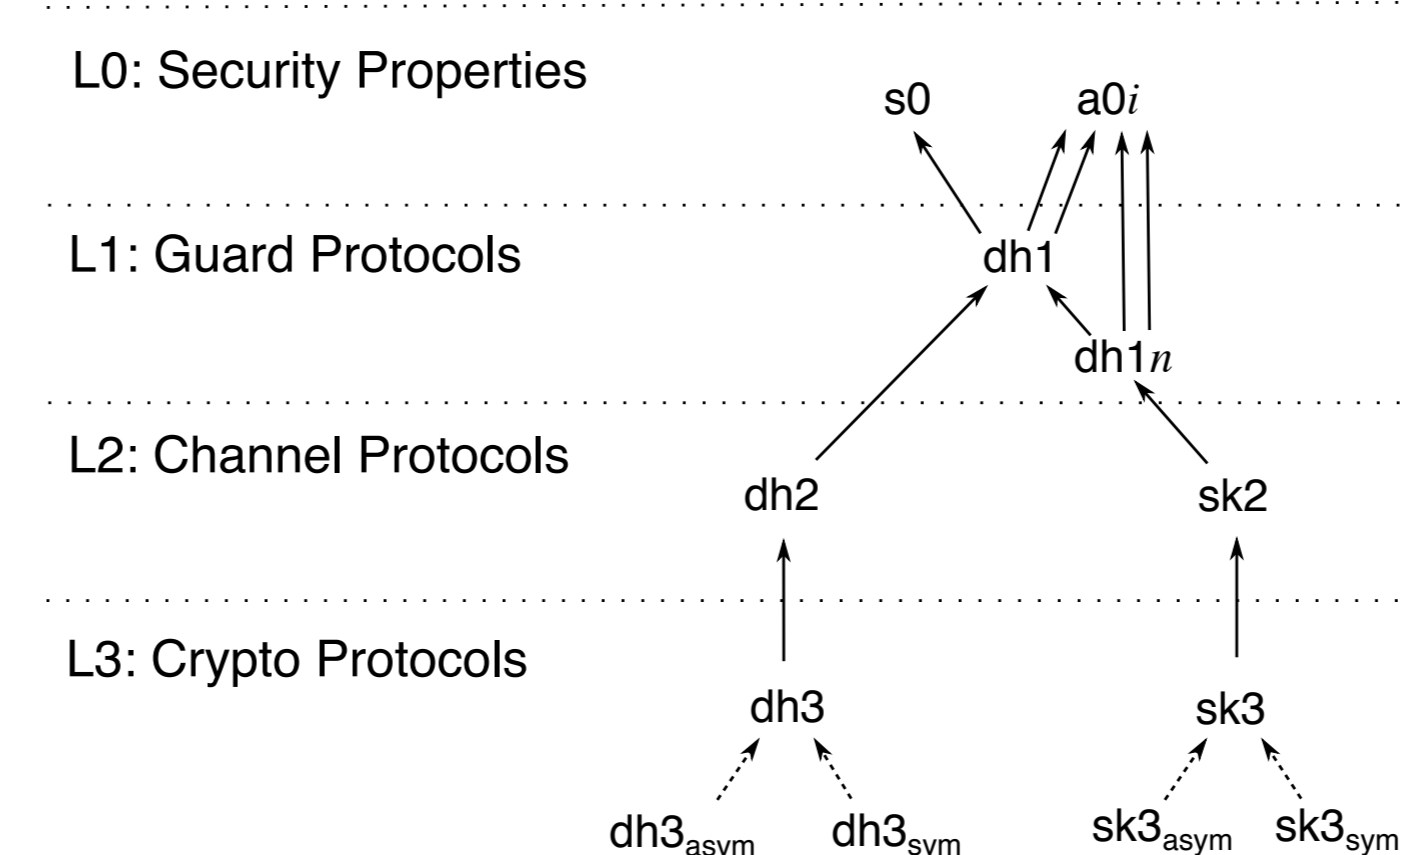 L0: Security Properties
s0 a0i
L1: Guard Protocols
dh1
dh1n
L2: Channel Protocols
dh2 sk2
L3: Crypto Protocols
dh3 sk3
dh3asym dh3sym sk3asym sk3sym